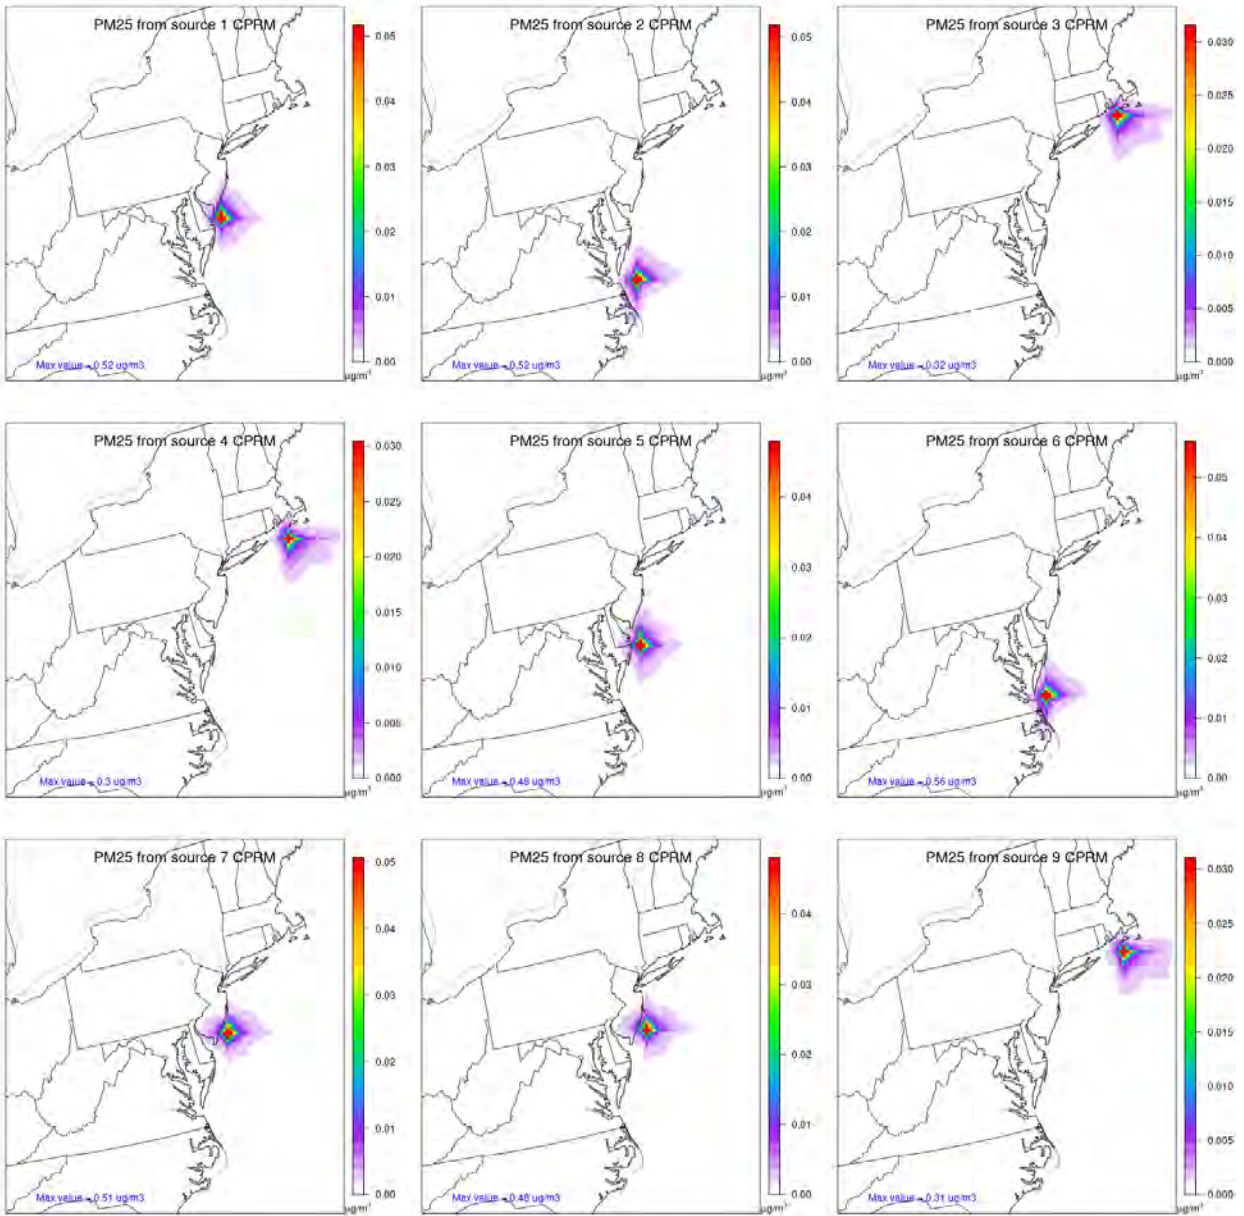 PM25 from source 1 CPRM
0.05
0.04
0.03
0.02
0.01
0.00
Max value = 0.52 ug/m3
µg/m³
PM25 from source 2 CPRM
0.05
0.04
0.03
0.02
0.01
0.00
Max value = 0.52 ug/m3
µg/m³
PM25 from source 3 CPRM
0.030
0.025
0.020
0.015
0.010
0.005
0.000
Max value = 0.32 ug/m3
µg/m³
PM25 from source 4 CPRM
0.030
0.025
0.020
0.015
0.010
0.005
0.000
Max value = 0.3 ug/m3
µg/m³
PM25 from source 5 CPRM
0.04
0.03
0.02
0.01
0.00
Max value = 0.48 ug/m3
µg/m³
PM25 from source 6 CPRM
0.05
0.04
0.03
0.02
0.01
0.00
Max value = 0.56 ug/m3
µg/m³
PM25 from source 7 CPRM
0.05
0.04
0.03
0.02
0.01
0.00
Max value = 0.51 ug/m3
µg/m³
PM25 from source 8 CPRM
0.04
0.03
0.02
0.01
0.00
Max value = 0.48 ug/m3
µg/m³
PM25 from source 9 CPRM
0.030
0.025
0.020
0.015
0.010
0.005
0.000
Max value = 0.31 ug/m3
µg/m³